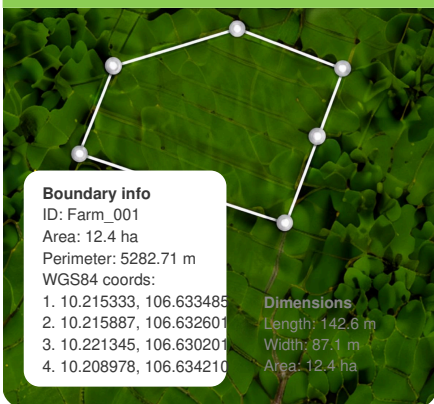 Boundary info
ID: Farm_001
Area: 12.4 ha
Perimeter: 5282.71 m
WGS84 coords:
1. 10.215333, 106.633485
2. 10.215887, 106.632601
3. 10.221345, 106.630201
4. 10.208978, 106.634210
Dimensions
Length: 142.6 m
Width: 87.1 m
Area: 12.4 ha